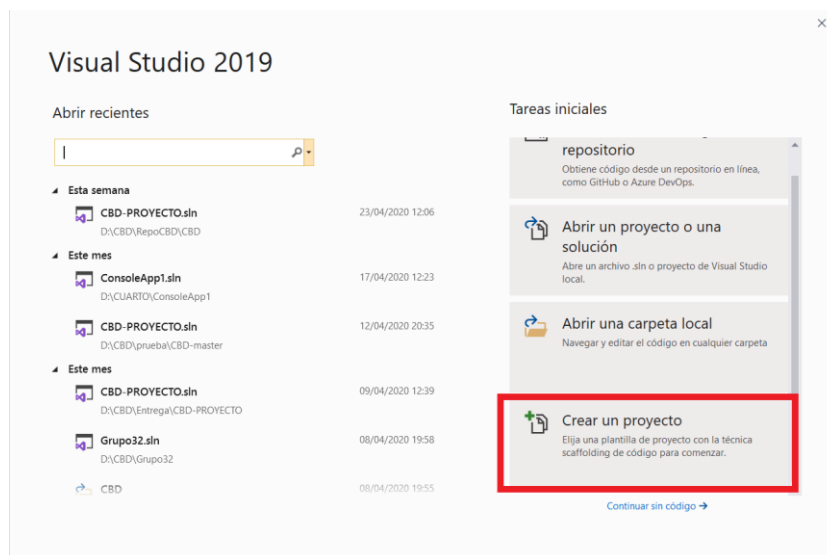 Visual Studio 2019
Abrir recientes
Esta semana
CBD-PROYECTO.sln 23/04/2020 12:06
D:\CBD\RepoCBD\CBD
Este mes
ConsoleApp1.sln 17/04/2020 12:23
D:\CUARTO\ConsoleApp1
CBD-PROYECTO.sln 12/04/2020 20:35
D:\CBD\prueba\CBD-master
Este mes
CBD-PROYECTO.sln 09/04/2020 12:39
D:\CBD\Entrega\CBD-PROYECTO
Grupo32.sln 08/04/2020 19:58
D:\CBD\Grupo32
CBD 08/04/2020 19:55
Tareas iniciales
repositorio
Obtiene código desde un repositorio en línea,
como GitHub o Azure DevOps.
Abrir un proyecto o una
solución
Abre un archivo .sln o proyecto de Visual Studio
local.
Abrir una carpeta local
Navegar y editar el código en cualquier carpeta
Crear un proyecto
Elija una plantilla de proyecto con la técnica
scaffolding de código para comenzar.
Continuar sin código →